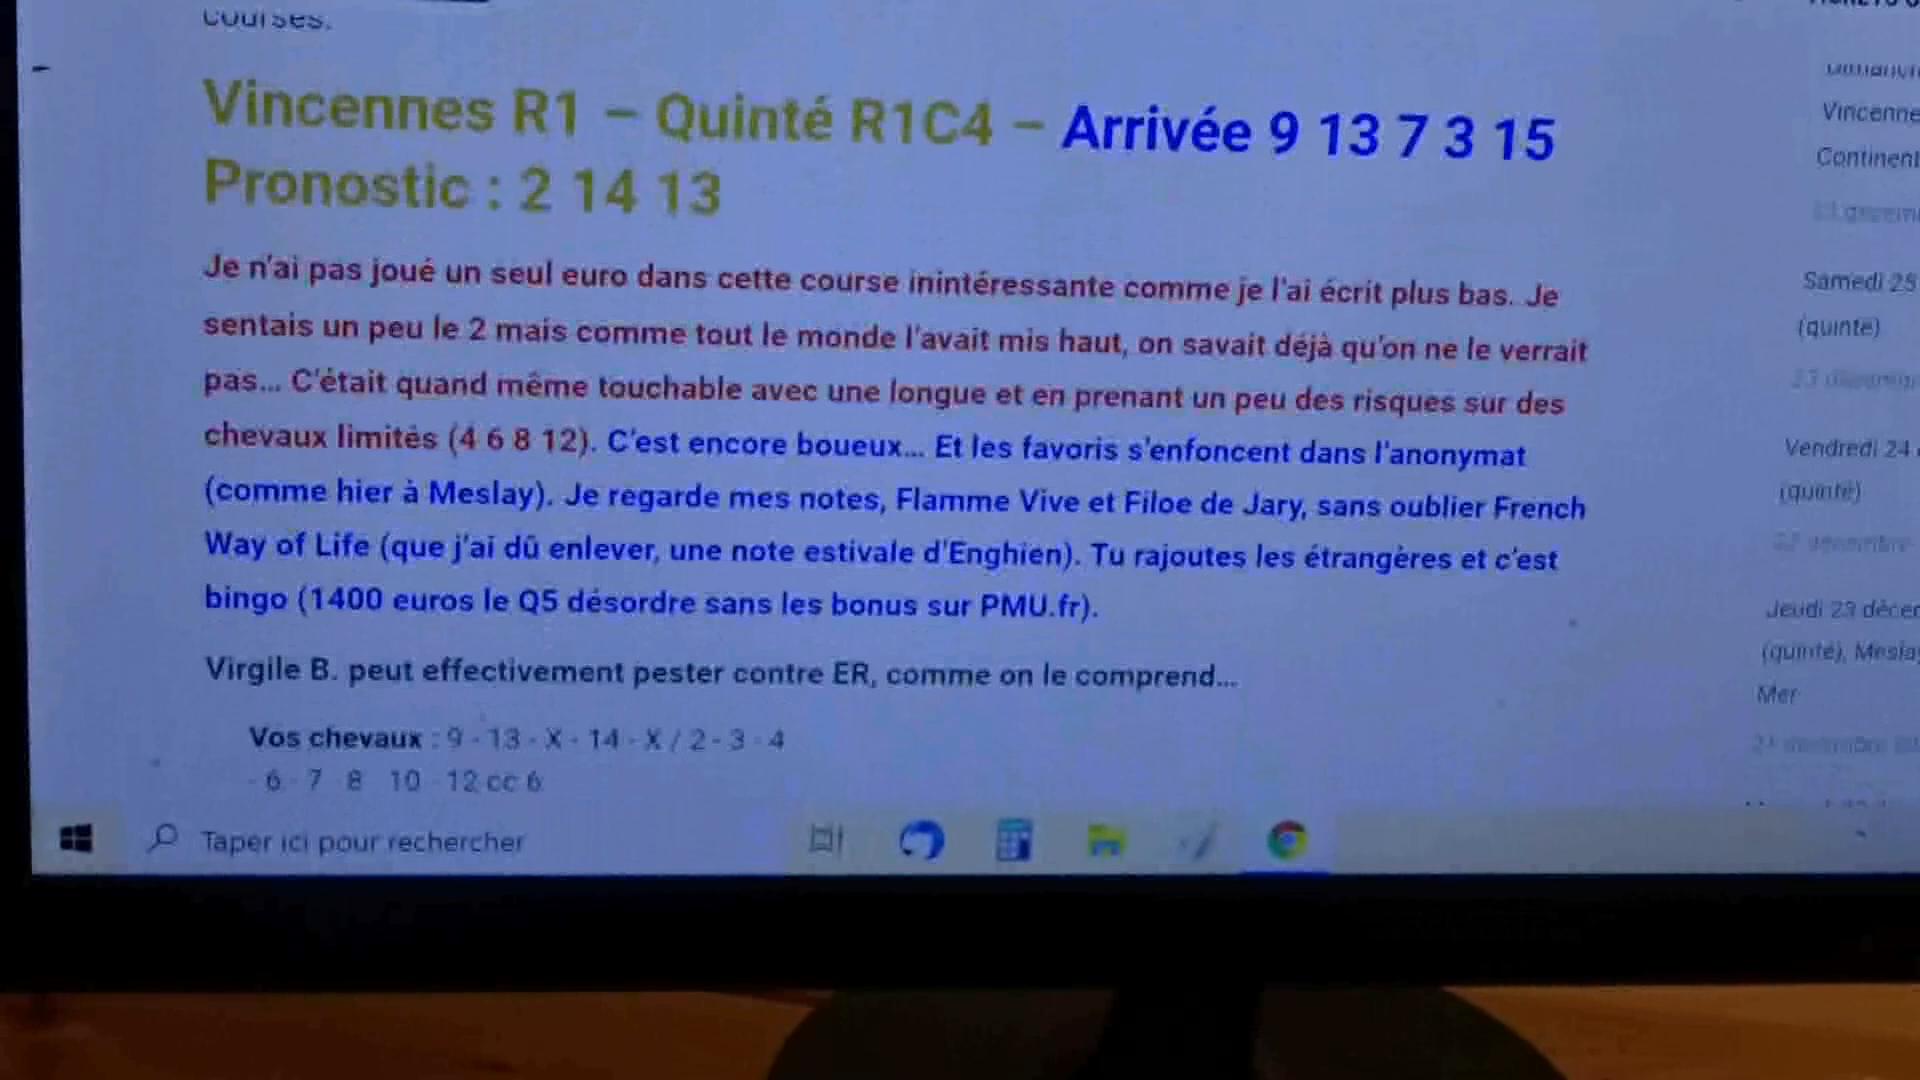 courses.
Vincennes R1 – Quinté R1C4 – Arrivée 9 13 7 3 15
Pronostic : 2 14 13
Je n'ai pas joué un seul euro dans cette course inintéressante comme je l'ai écrit plus bas. Je
sentais un peu le 2 mais comme tout le monde l'avait mis haut, on savait déjà qu'on ne le verrait
pas... C'était quand même touchable avec une longue et en prenant un peu des risques sur des
chevaux limités (4 6 8 12). C'est encore boueux... Et les favoris s'enfoncent dans l'anonymat
(comme hier à Meslay). Je regarde mes notes, Flamme Vive et Filoe de Jary, sans oublier French
Way of Life (que j'ai dû enlever, une note estivale d'Enghien). Tu rajoutes les étrangères et c'est
bingo (1400 euros le Q5 désordre sans les bonus sur PMU.fr).
Virgile B. peut effectivement pester contre ER, comme on le comprend...
Vos chevaux : 9 - 13 - X - 14 - X / 2 - 3 - 4
- 6 - 7 8 10 - 12 cc 6
Taper ici pour rechercher
Vincenne
Continent
Samedi 25
(quinté)
Vendredi 24
(quinté)
22 décembre
Jeudi 23 décem
(quinté), Mesla
Mer